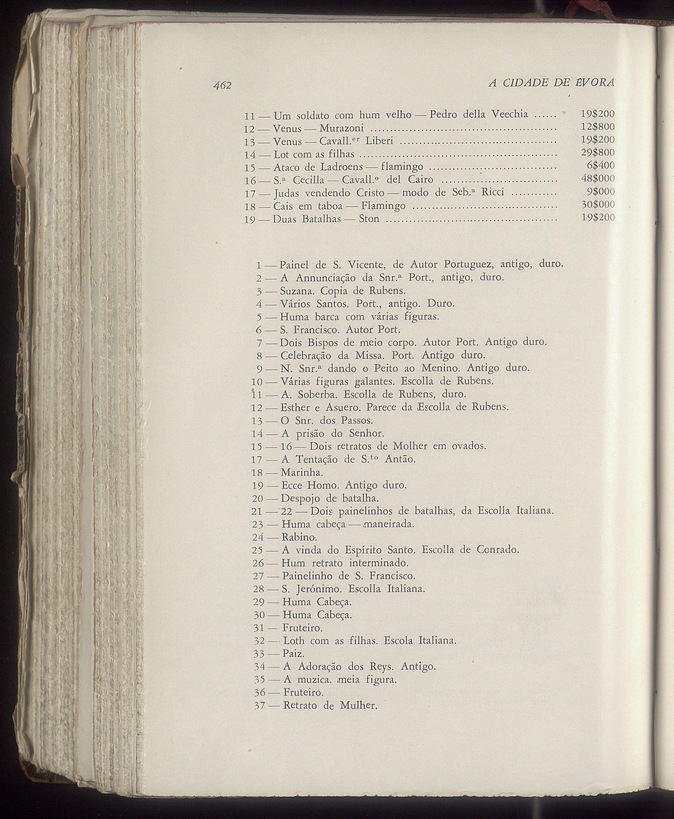 462 A CIDADE DE ÉVORA
11 — Um soldato com hum velho — Pedro della Veechia ...... 19$200
12 — Venus — Murazoni .......... 12$800
13 — Venus — Cavall.er Liberi .......... 19$200
14 — Lot com as filhas .......... 29$800
15 — Ataco de Ladroens — flamingo .......... 6$400
16 — S.a Cecilla — Cavall.o del Cairo .......... 48$000
17 — Judas vendendo Cristo — modo de Seb.a Ricci .......... 9$000
18 — Cais em taboa — Flamingo .......... 30$000
19 — Duas Batalhas — Ston .......... 19$200
1 — Painel de S. Vicente, de Autor Portuguez, antigo, duro.
2 — A Annunciação da Snr.a Port., antigo, duro.
3 — Suzana. Copia de Rubens.
4 — Vários Santos. Port., antigo. Duro.
5 — Huma barca com várias figuras.
6 — S. Francisco. Autor Port.
7 — Dois Bispos de meio corpo. Autor Port. Antigo duro.
8 — Celebração da Missa. Port. Antigo duro.
9 — N. Snr.a dando o Peito ao Menino. Antigo duro.
10 — Várias figuras galantes. Escolla de Rubens.
11 — A. Soberba. Escolla de Rubens, duro.
12 — Esther e Asuero. Parece da Escolla de Rubens.
13 — O Snr. dos Passos.
14 — A prisão do Senhor.
15 — 16 — Dois retratos de Molher em ovados.
17 — A Tentação de S.to Antão.
18 — Marinha.
19 — Ecce Homo. Antigo duro.
20 — Despojo de batalha.
21 — 22 — Dois painelinhos de batalhas, da Escolla Italiana.
23 — Huma cabeça — maneirada.
24 — Rabino.
25 — A vinda do Espírito Santo. Escolla de Conrado.
26 — Hum retrato interminado.
27 — Painelinho de S. Francisco.
28 — S. Jerónimo. Escolla Italiana.
29 — Huma Cabeça.
30 — Huma Cabeça.
31 — Fruteiro.
32 — Loth com as filhas. Escola Italiana.
33 — Paiz.
34 — A Adoração dos Reys. Antigo.
35 — A muzica. meia figura.
36 — Fruteiro.
37 — Retrato de Mulher.